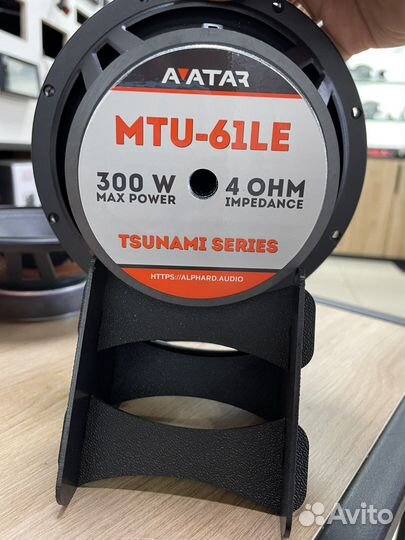 AVATAR
MTU-61LE
300 W
MAX POWER
4 OHM
IMPEDANCE
TSUNAMI SERIES
HTTPS://ALPHARD.AUDIO
Avito